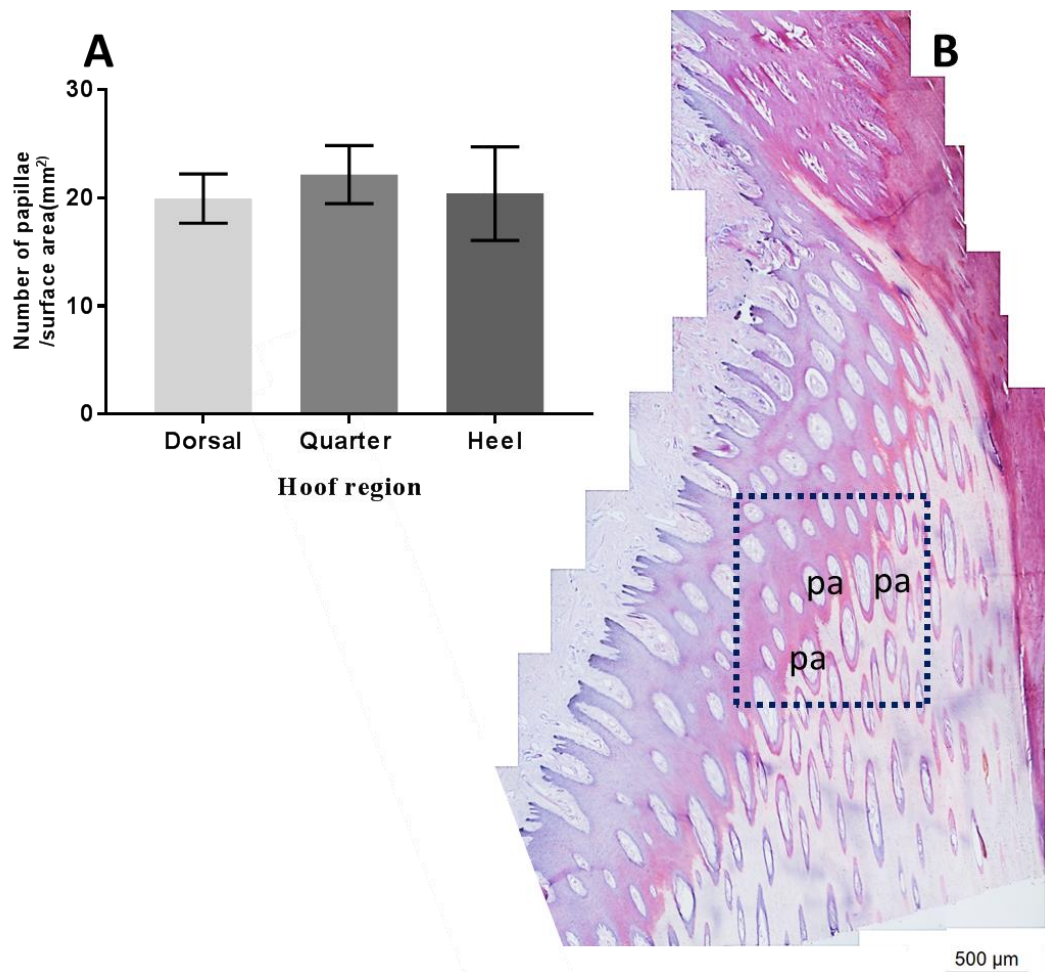 A
B
30
20
10
0
Number of papillae
/surface area(mm²)
Dorsal Quarter Heel
Hoof region
pa pa
pa
500 µm